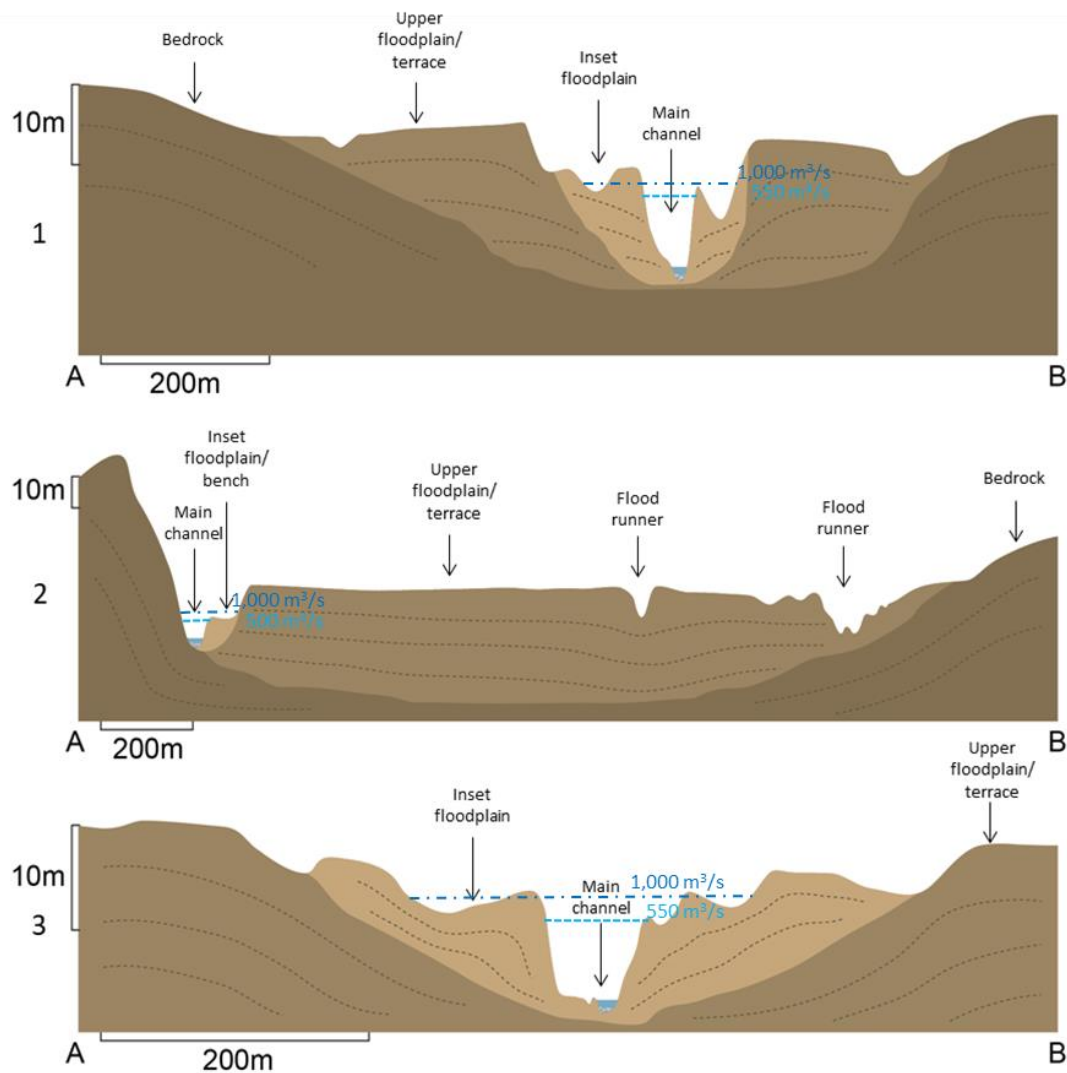 Bedrock
Upper
floodplain/
terrace
Inset
floodplain
Main
channel
10m
1,000 m³/s
550 m³/s
1
A
B
200m
Inset
floodplain/
bench
Main
channel
Upper
floodplain/
terrace
Flood
runner
Flood
runner
Bedrock
10m
2
1,000 m³/s
500 m³/s
A
B
200m
Inset
floodplain
Upper
floodplain/
terrace
10m
Main
channel
1,000 m³/s
550 m³/s
3
A
B
200m